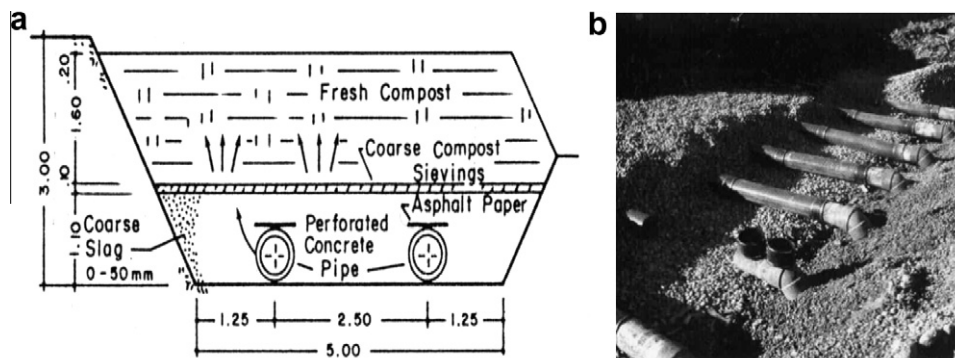 a
b
.20
1.60
.10
1.10
3.00
Fresh Compost
Coarse Compost
Sievings
Asphalt Paper
Perforated
Concrete
Pipe
Coarse
Slag
0-50mm
1.25
2.50
1.25
5.00